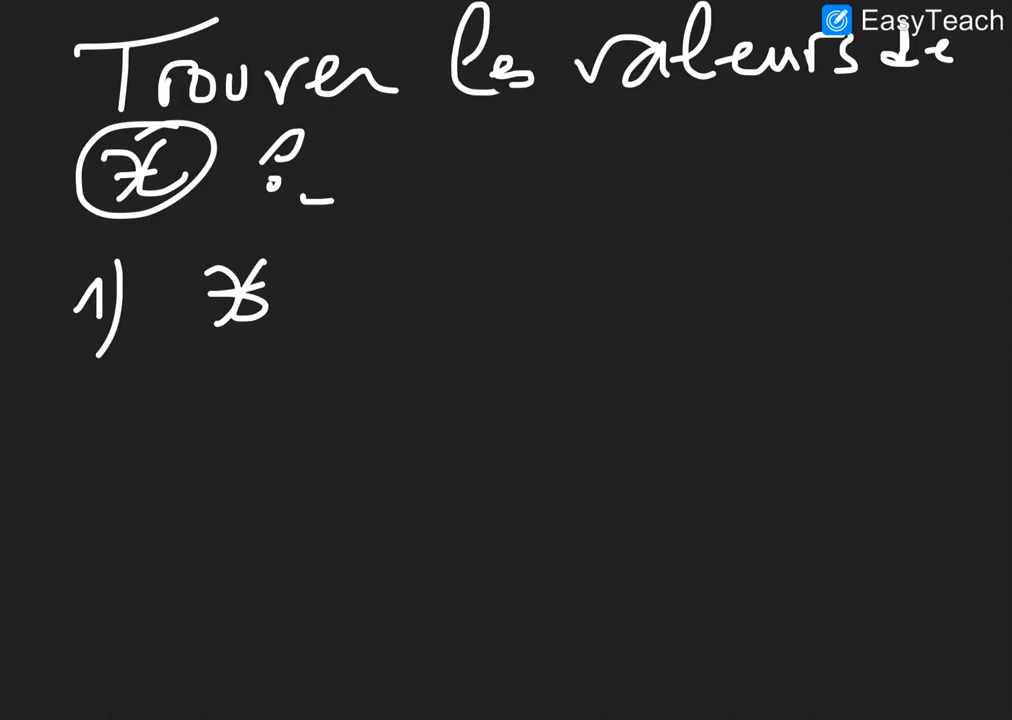 EasyTeach
Trouver les valeurs de
x ?
1) x